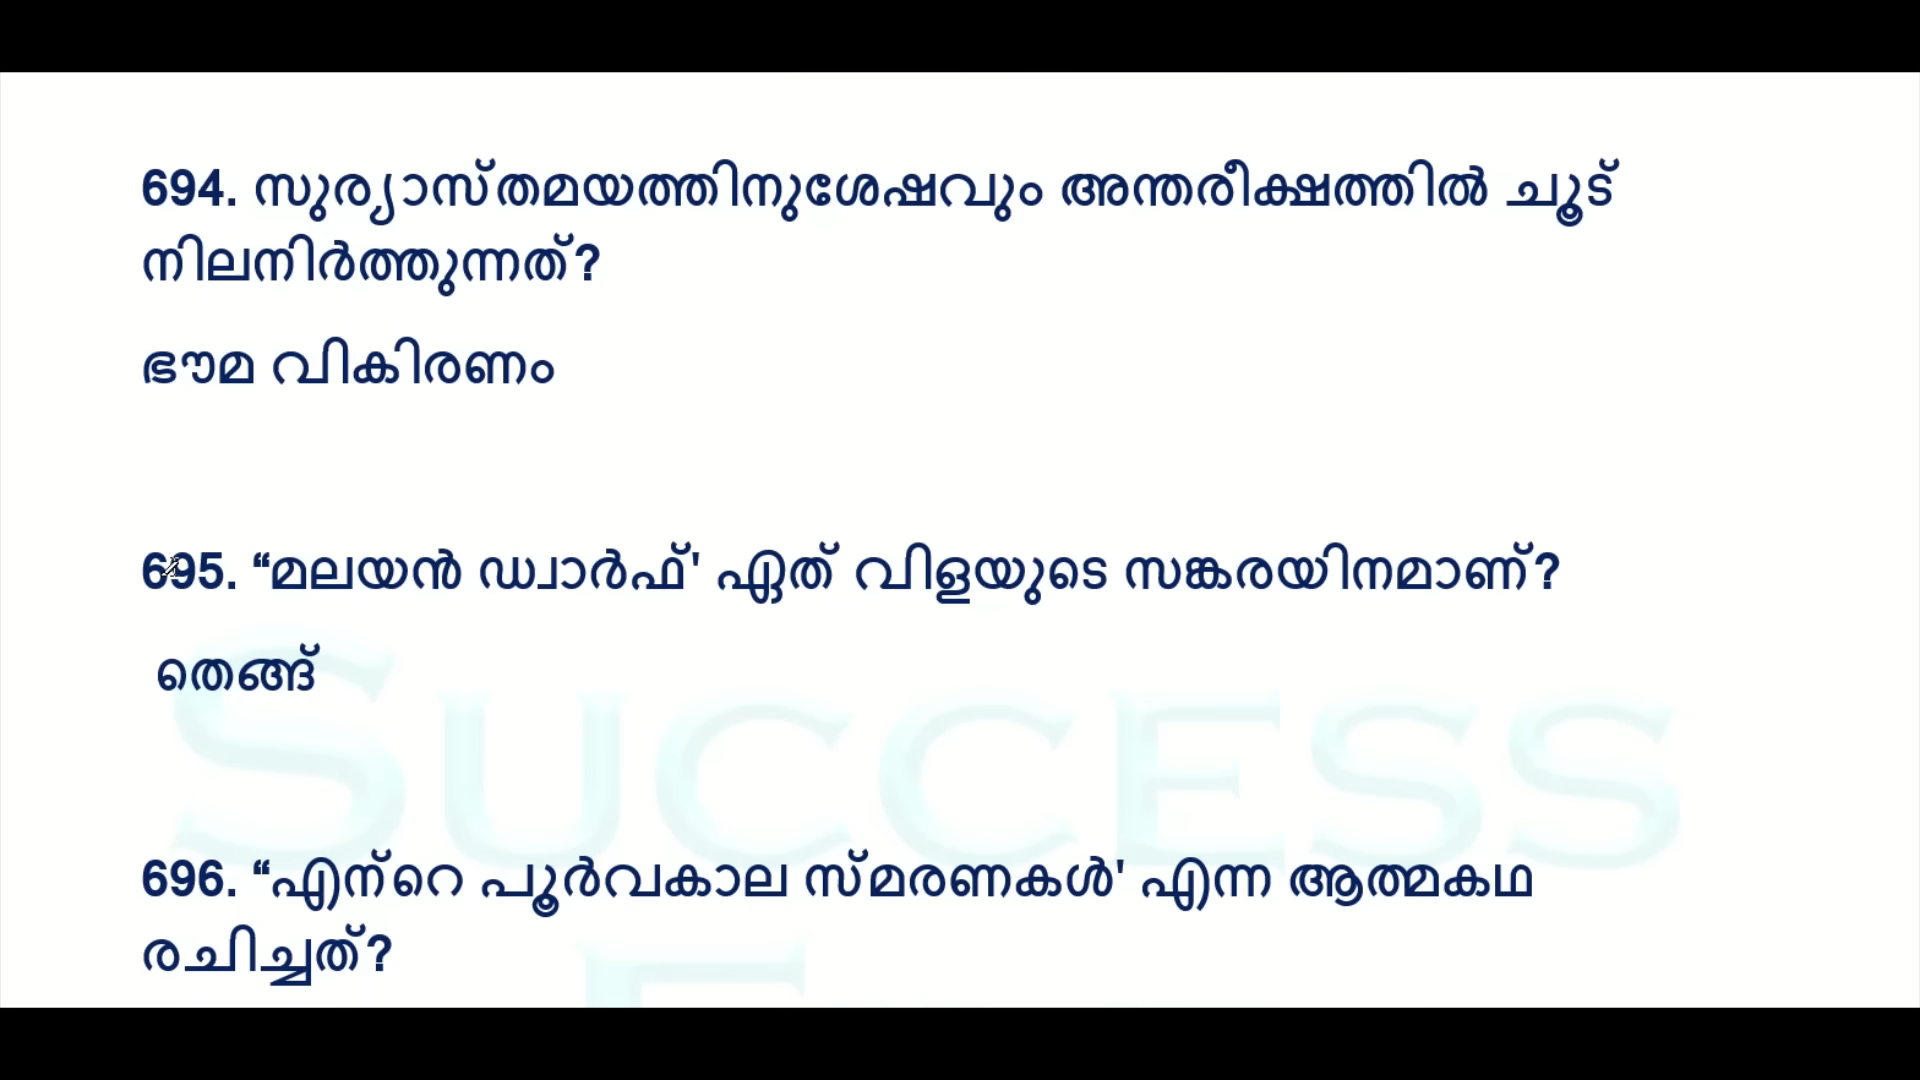 694. സുര്യാസ്തമയത്തിനുശേഷവും അന്തരീക്ഷത്തിൽ ചൂട്
നിലനിർത്തുന്നത്?
ഭൗമ വികിരണം
695. “മലയൻ ഡ്വാർഫ്' ഏത് വിളയുടെ സങ്കരയിനമാണ്?
തെങ്ങ്
SUCCESS
696. “എന്റെ പൂർവകാല സ്മരണകൾ' എന്ന ആത്മകഥ
രചിച്ചത്?